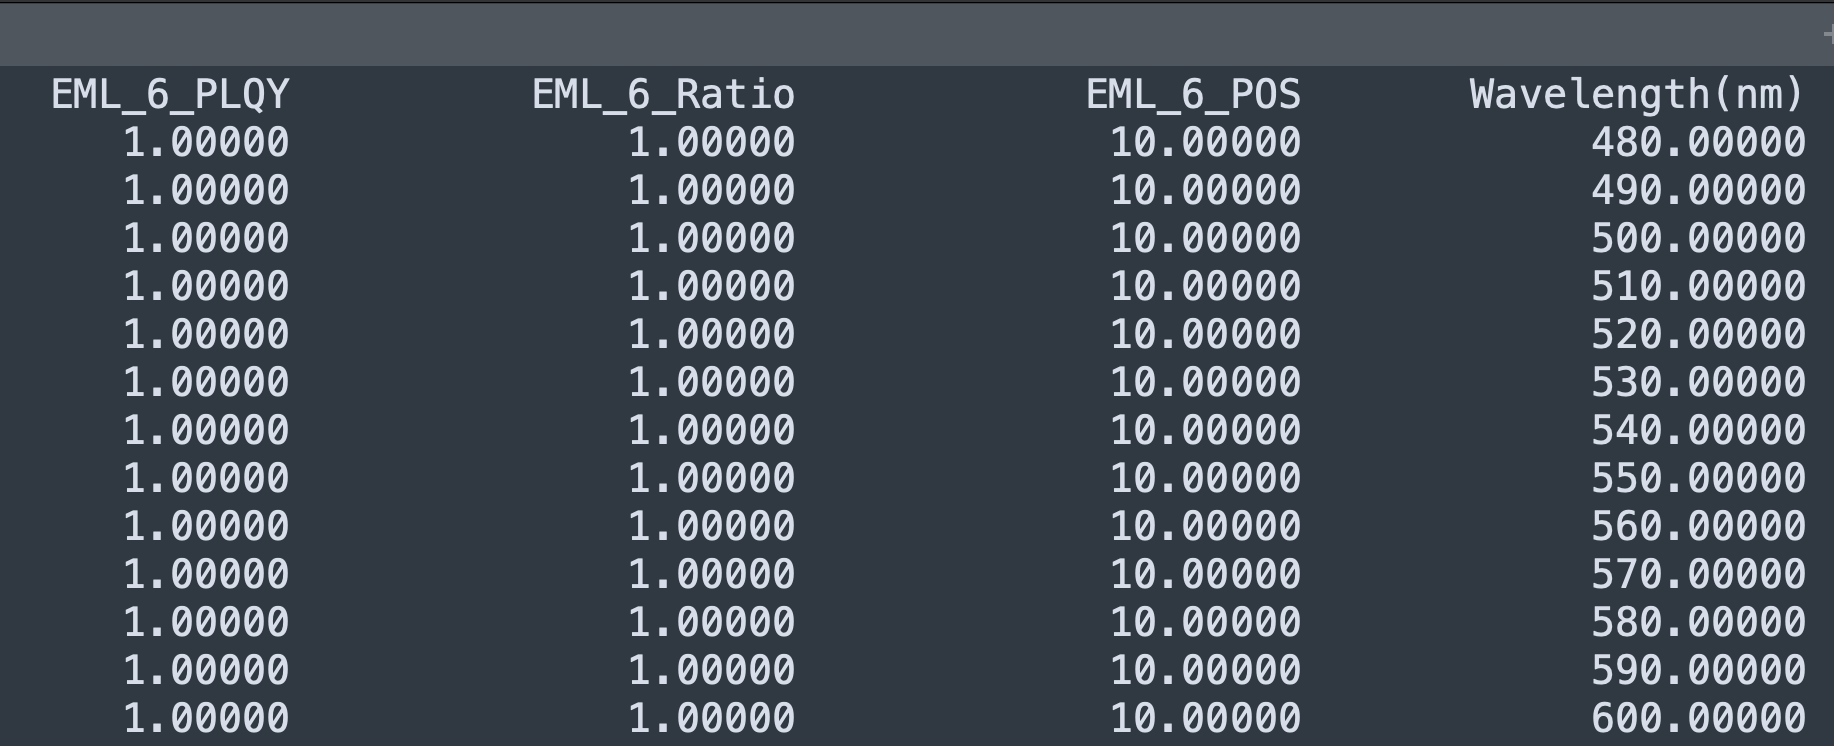 EML_6_PLQY EML_6_Ratio EML_6_POS Wavelength(nm)
1.00000 1.00000 10.00000 480.00000
1.00000 1.00000 10.00000 490.00000
1.00000 1.00000 10.00000 500.00000
1.00000 1.00000 10.00000 510.00000
1.00000 1.00000 10.00000 520.00000
1.00000 1.00000 10.00000 530.00000
1.00000 1.00000 10.00000 540.00000
1.00000 1.00000 10.00000 550.00000
1.00000 1.00000 10.00000 560.00000
1.00000 1.00000 10.00000 570.00000
1.00000 1.00000 10.00000 580.00000
1.00000 1.00000 10.00000 590.00000
1.00000 1.00000 10.00000 600.00000